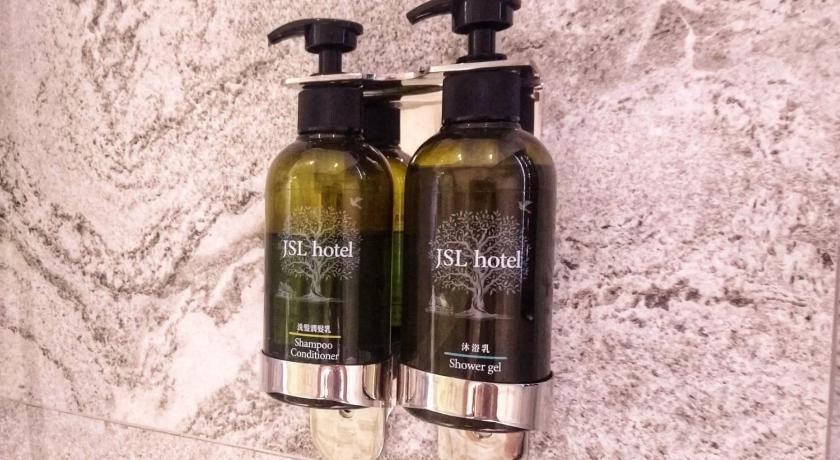 JSL hotel
洗髮潤髮乳
Shampoo
Conditioner
JSL hotel
沐浴乳
Shower gel